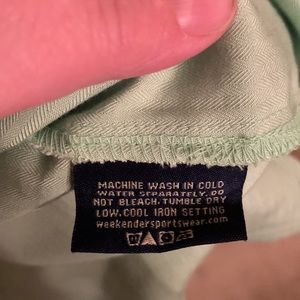 MACHINE WASH IN COLD
WATER SEPARATELY. DO
NOT BLEACH, TUMBLE DRY
LOW, COOL IRON SETTING
weekendersportswear.com